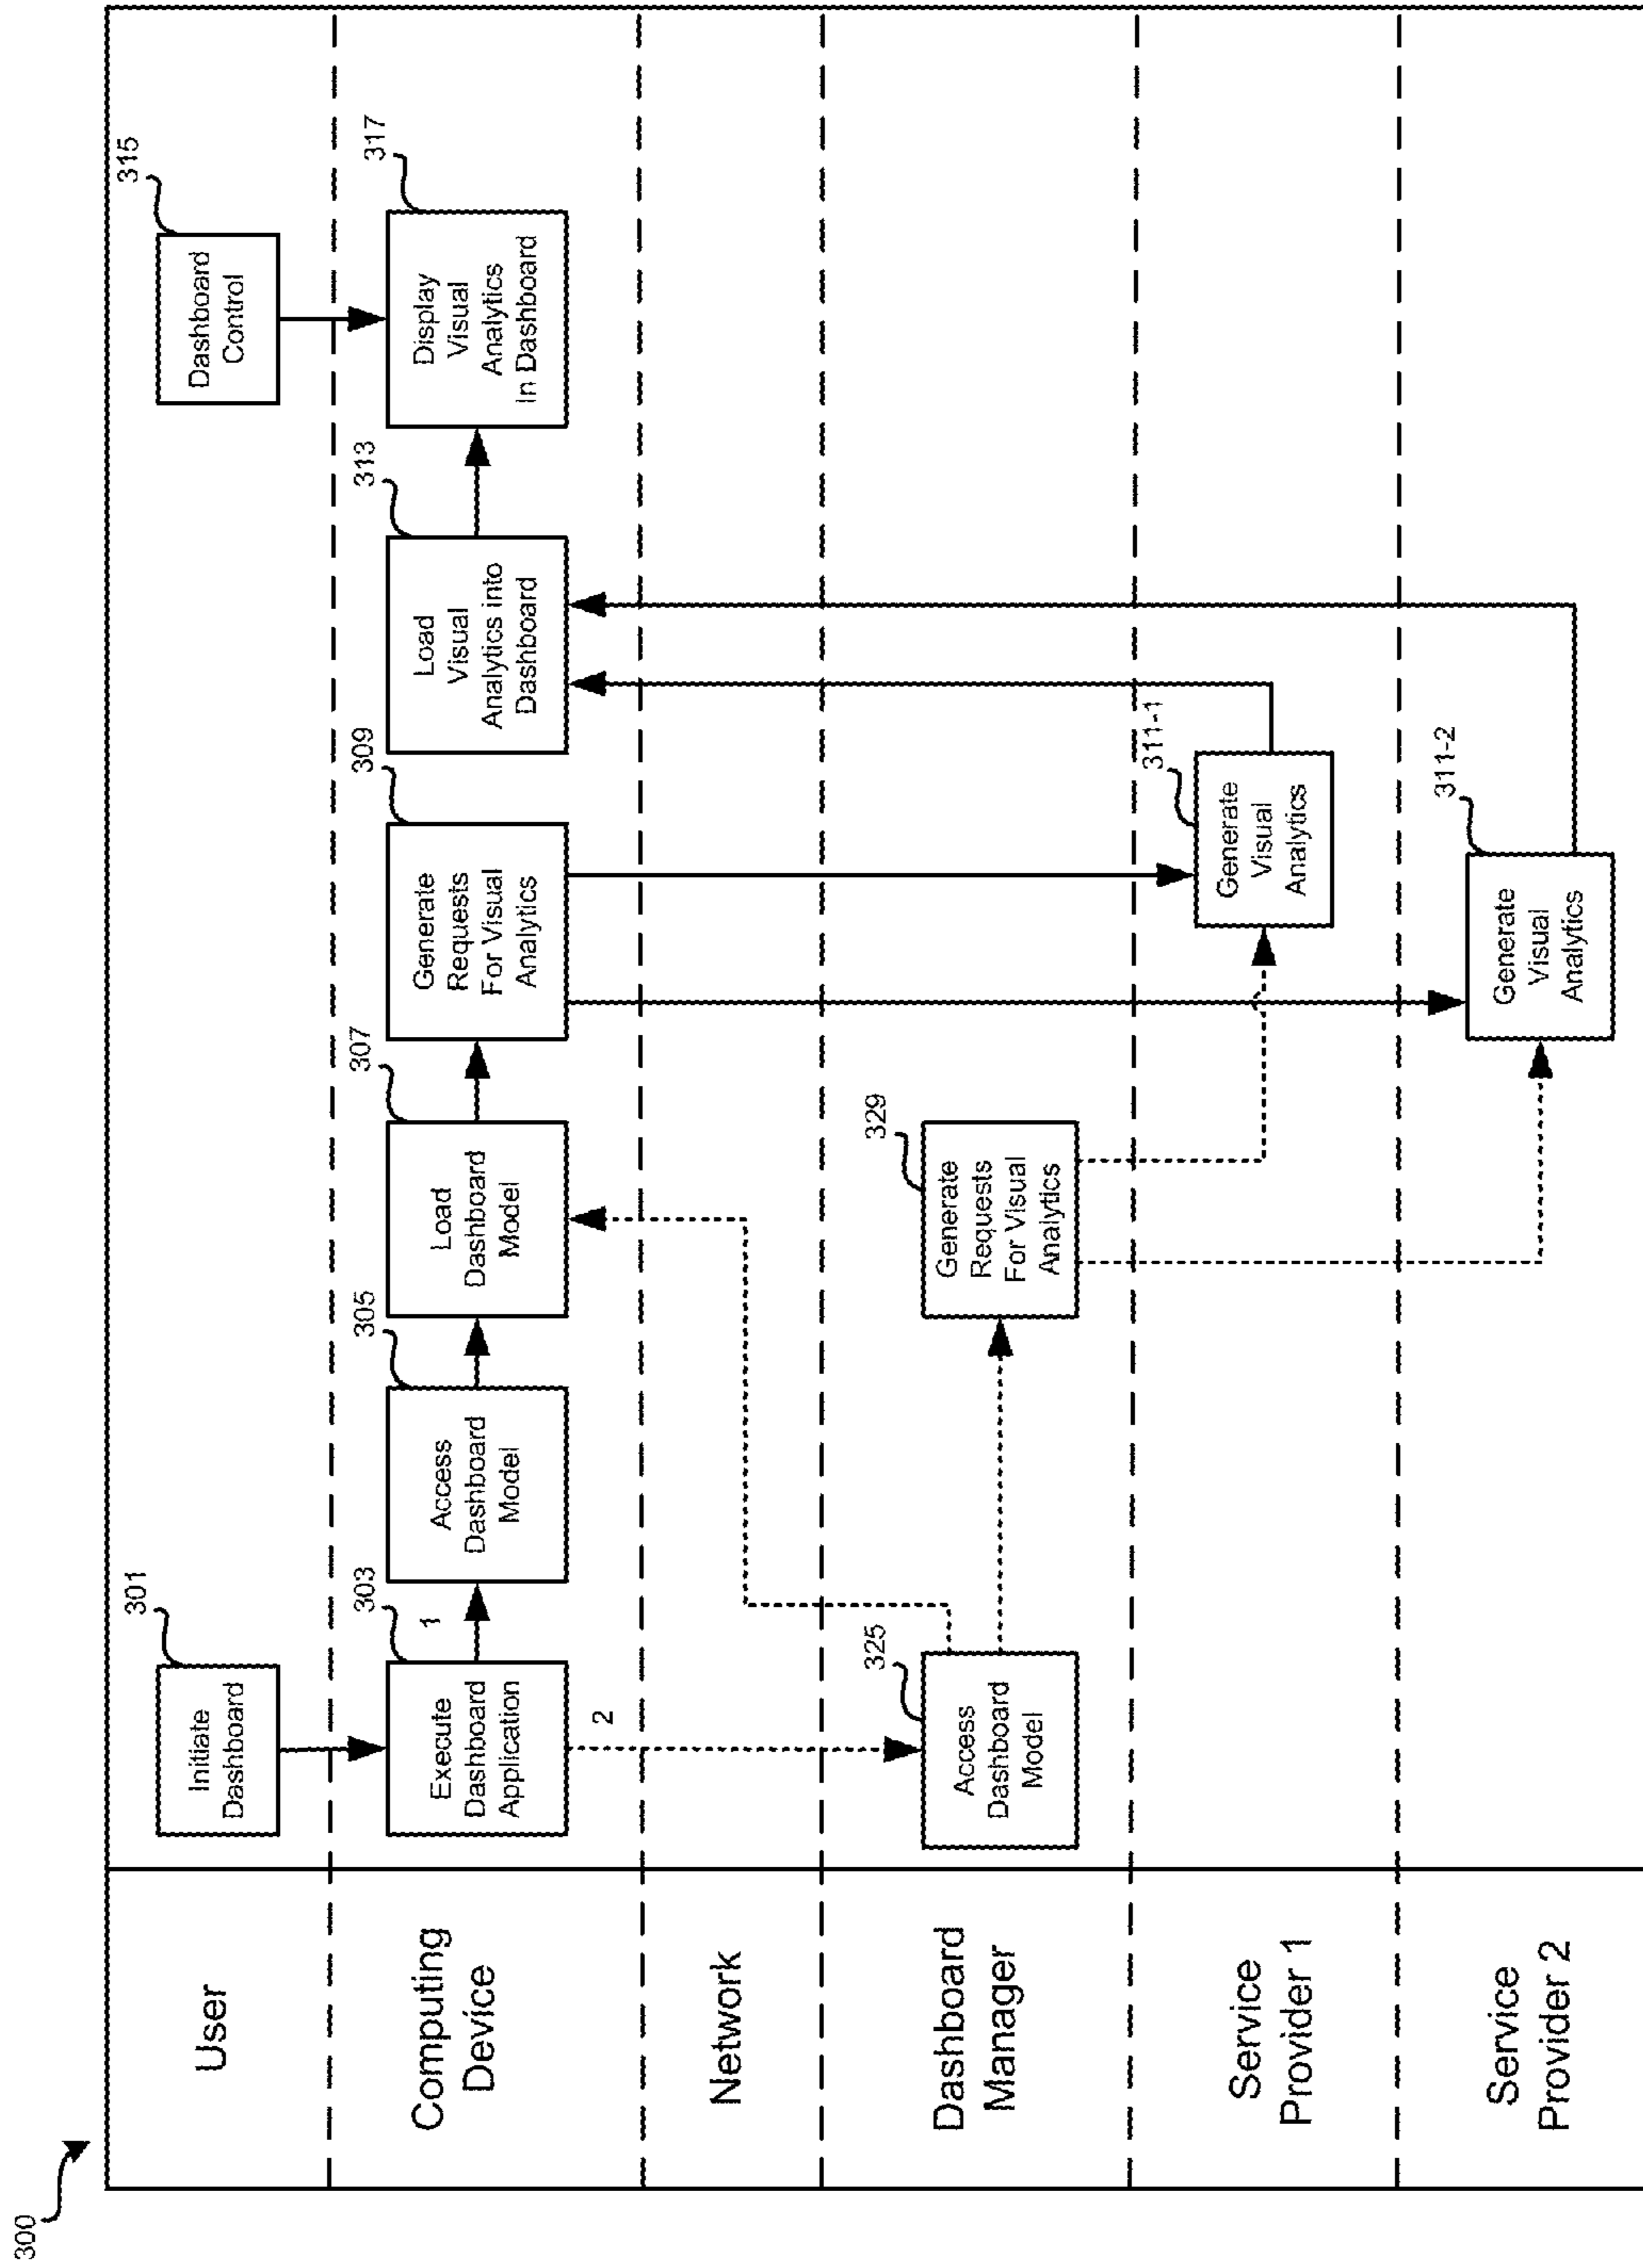 300
User
301
Initiate
Dashboard
315
Dashboard
Control
Computing
Device
303
Execute
Dashboard
Application
1
2
305
Access
Dashboard
Model
307
Load
Dashboard
Model
309
Generate
Requests
For Visual
Analytics
313
Load
Visual
Analytics into
Dashboard
317
Display
Visual
Analytics
In Dashboard
Network
Dashboard
Manager
325
Access
Dashboard
Model
329
Generate
Requests
For Visual
Analytics
Service
Provider 1
311-1
Generate
Visual
Analytics
Service
Provider 2
311-2
Generate
Visual
Analytics